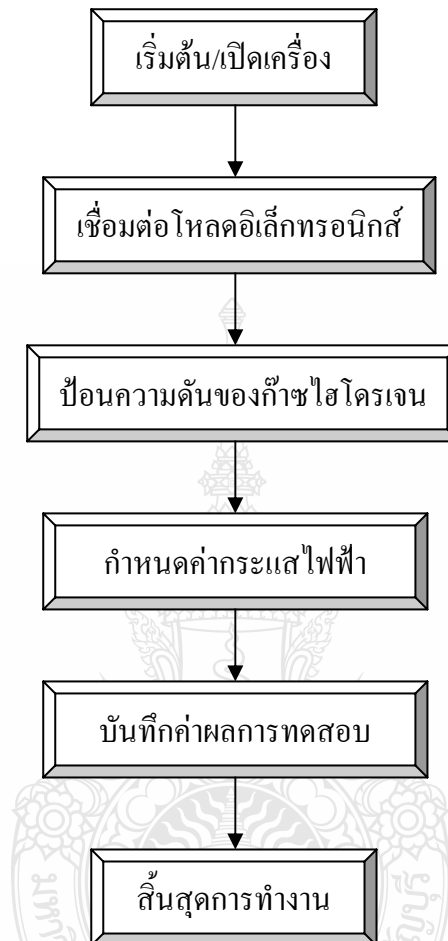 เริ่มต้น/เปิดเครื่อง
เชื่อมต่อโหลดอิเล็กทรอนิกส์
ป้อนความดันของก๊าซไฮโดรเจน
กำหนดค่ากระแสไฟฟ้า
บันทึกค่าผลการทดสอบ
สิ้นสุดการทำงาน